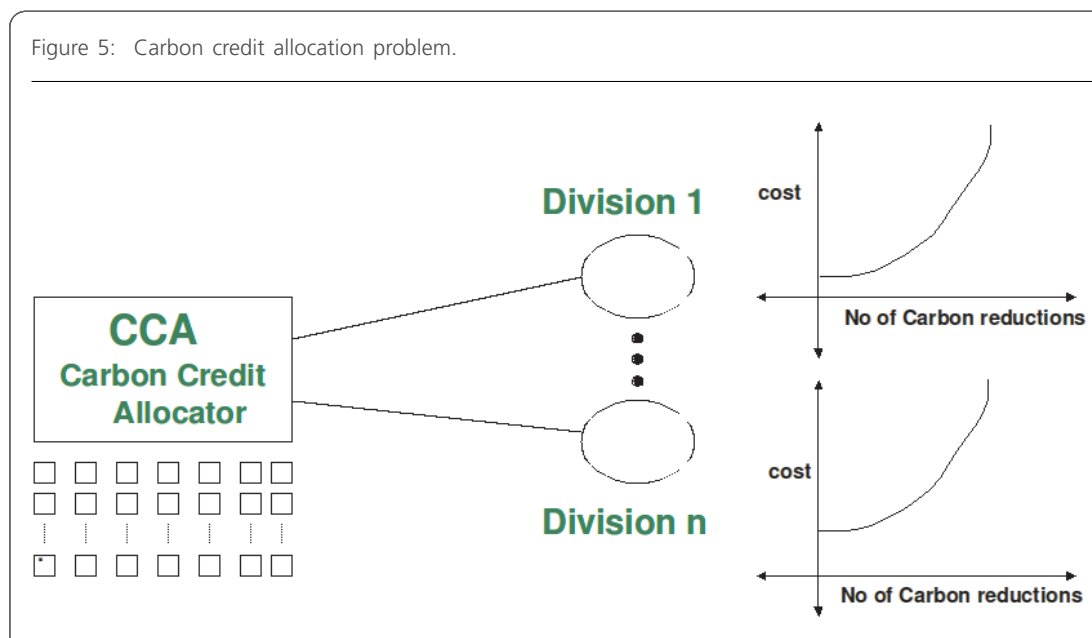 Figure 5: Carbon credit allocation problem.
Division 1
cost
No of Carbon reductions
CCA
Carbon Credit
Allocator
Division n
cost
No of Carbon reductions